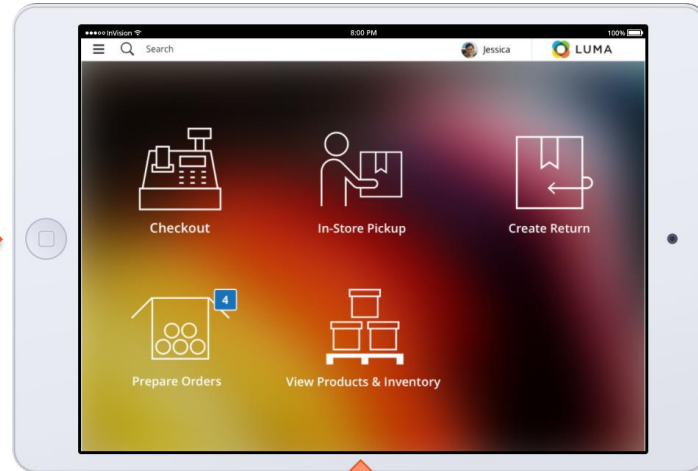 InVision 8:00 PM 100%
Search Jessica LUMA
Checkout In-Store Pickup Create Return
4
Prepare Orders View Products & Inventory